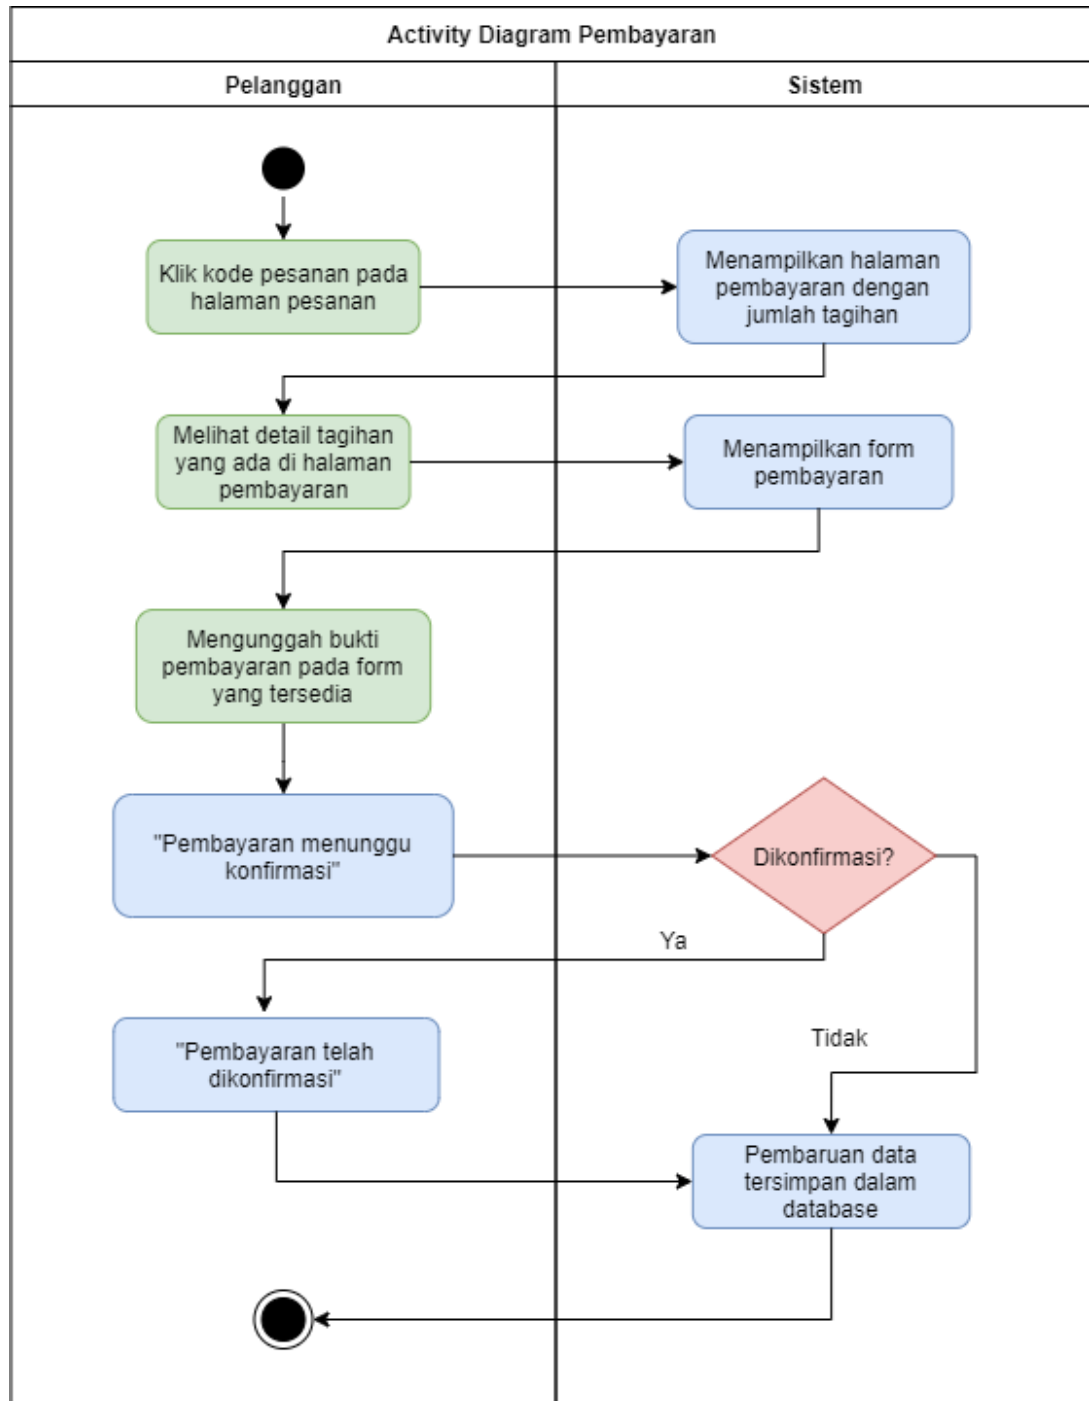 Activity Diagram Pembayaran
Pelanggan
Sistem
Klik kode pesanan pada
halaman pesanan
Menampilkan halaman
pembayaran dengan
jumlah tagihan
Melihat detail tagihan
yang ada di halaman
pembayaran
Menampilkan form
pembayaran
Mengunggah bukti
pembayaran pada form
yang tersedia
"Pembayaran menunggu
konfirmasi"
Dikonfirmasi?
Ya
"Pembayaran telah
dikonfirmasi"
Tidak
Pembaruan data
tersimpan dalam
database